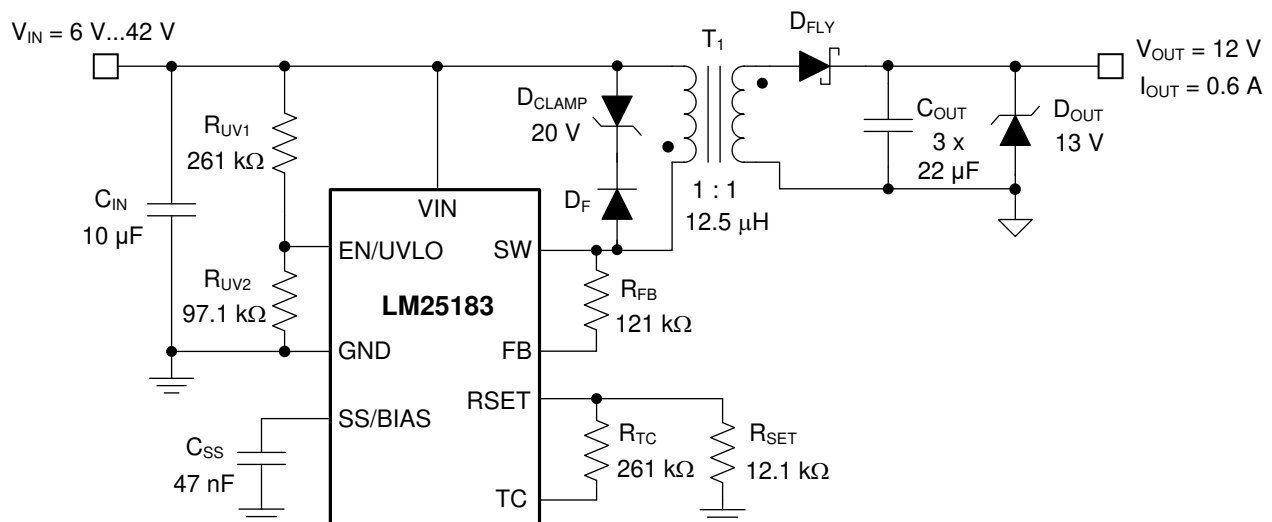 V_IN = 6 V...42 V
D_FLY
T_1
V_OUT = 12 V
I_OUT = 0.6 A
D_CLAMP
20 V
R_UV1
261 kΩ
C_OUT
3 x
22 µF
D_OUT
13 V
C_IN
10 µF
VIN
D_F
1 : 1
12.5 µH
EN/UVLO
SW
R_UV2
97.1 kΩ
LM25183
R_FB
121 kΩ
GND
FB
RSET
SS/BIAS
C_SS
47 nF
R_TC
261 kΩ
R_SET
12.1 kΩ
TC